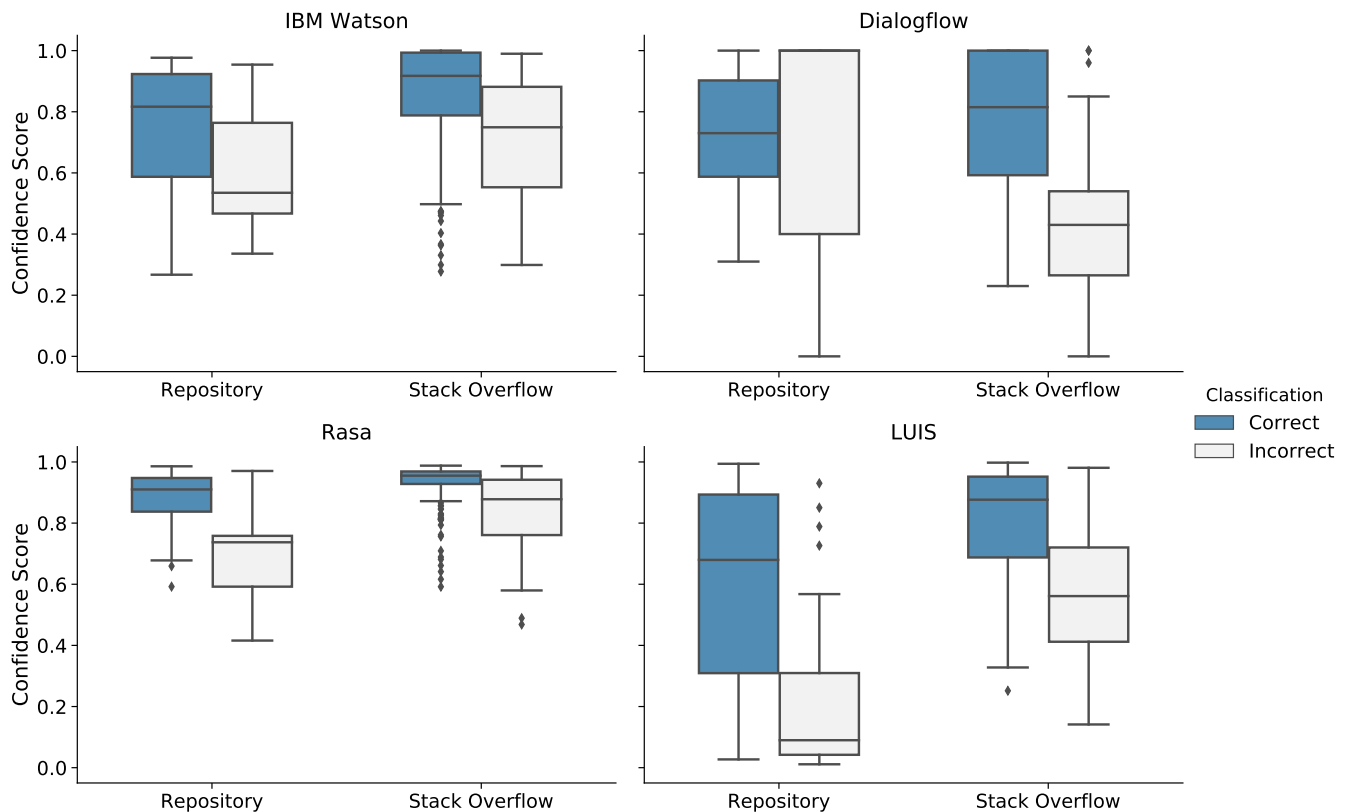 IBM Watson
Dialogflow
Confidence Score
1.0
0.8
0.6
0.4
0.2
0.0
Repository
Stack Overflow
Repository
Stack Overflow
Classification
Correct
Incorrect
Rasa
LUIS
Confidence Score
1.0
0.8
0.6
0.4
0.2
0.0
Repository
Stack Overflow
Repository
Stack Overflow